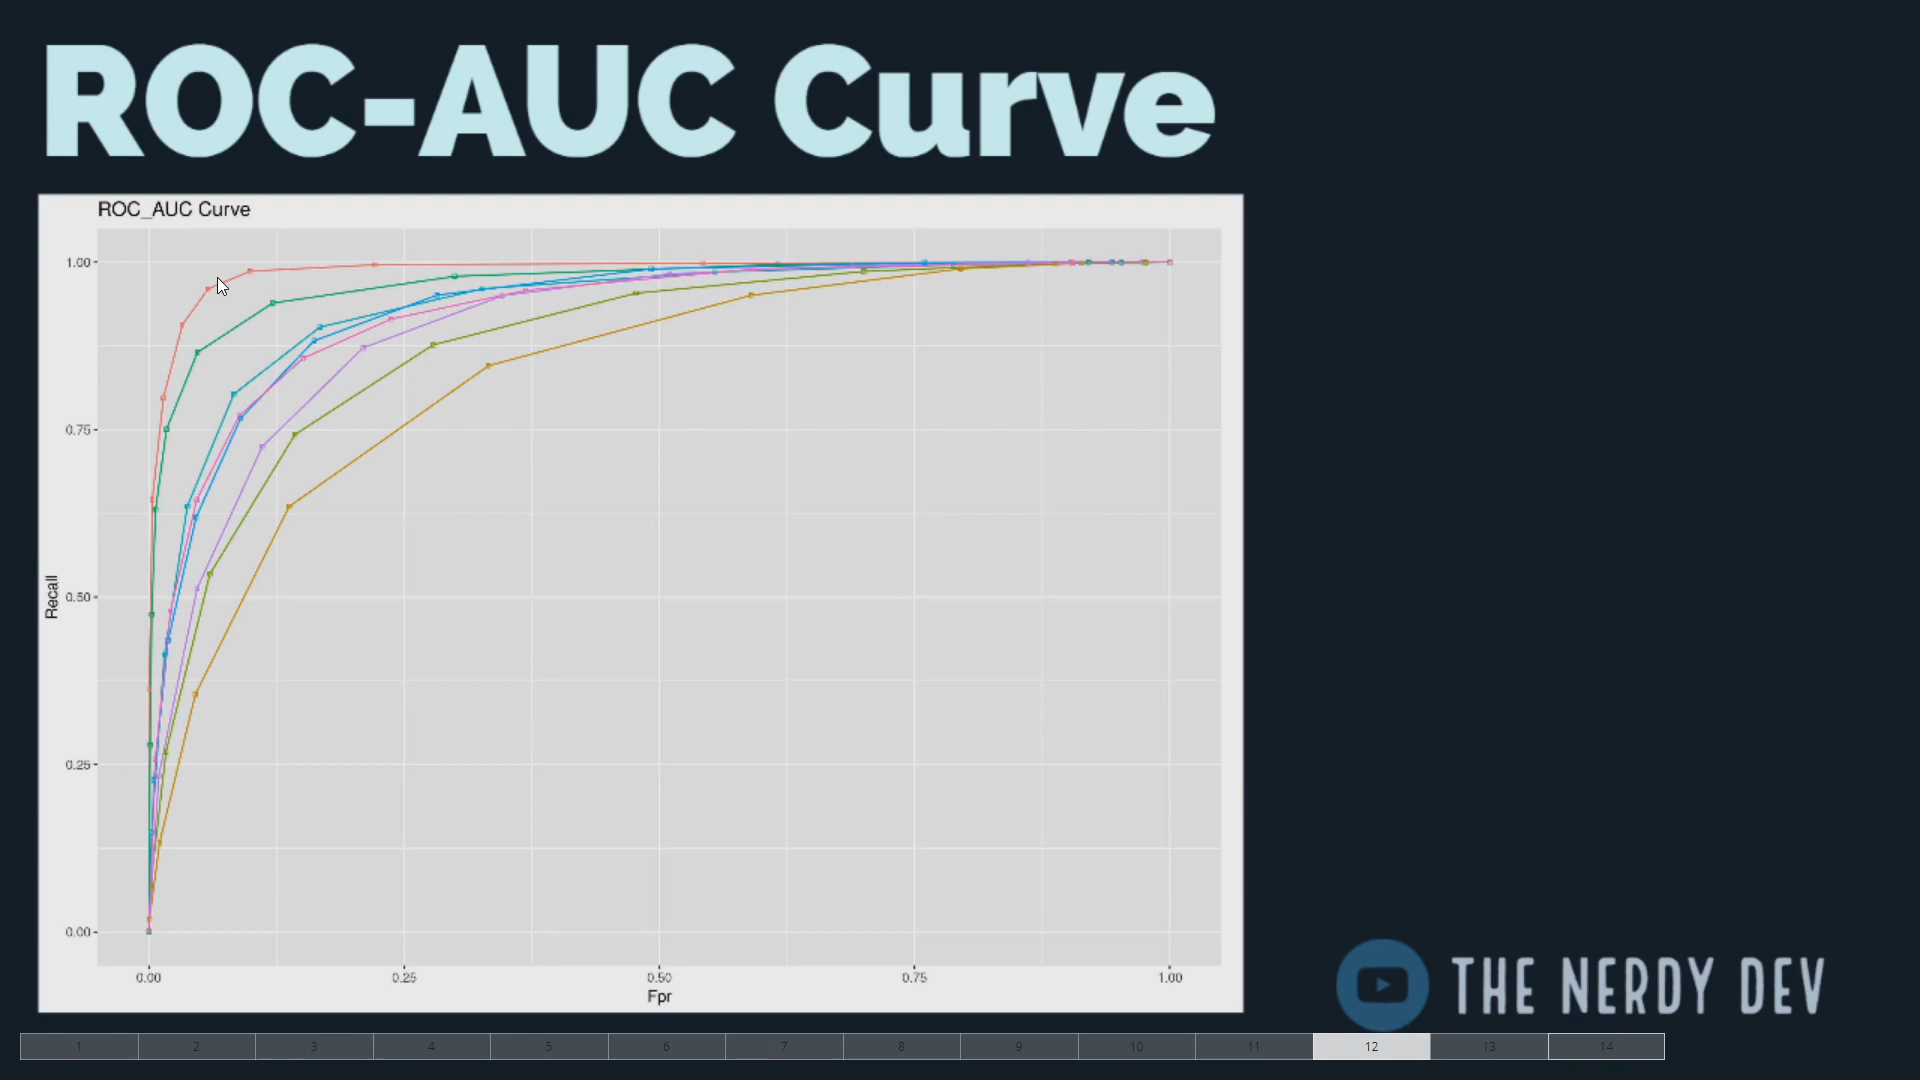 ROC-AUC Curve
ROC_AUC Curve
1.00
0.75
Recall
0.50
0.25
0.00
0.00 0.25 0.50 0.75 1.00
Fpr
THE NERDY DEV
1 2 3 4 5 6 7 8 9 10 11 12 13 14